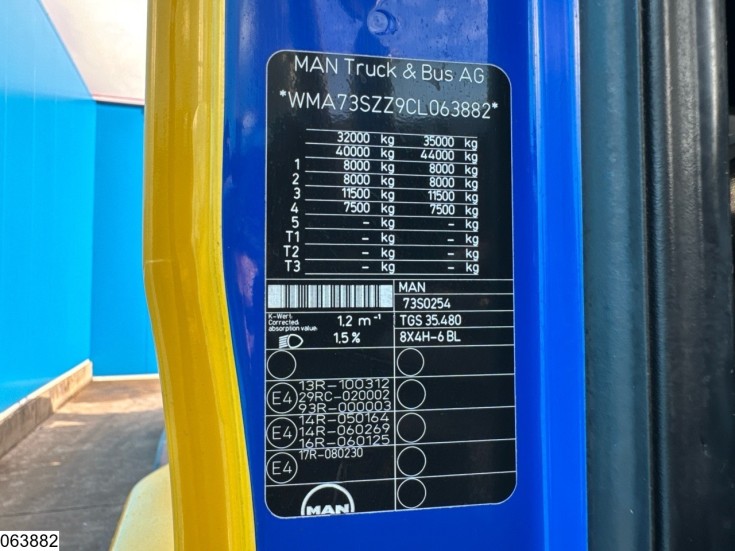 MAN Truck & Bus AG
*WMA73SZZ9CL063882*
32000 kg 35000 kg
40000 kg 44000 kg
1 8000 kg 8000 kg
2 8000 kg 8000 kg
3 11500 kg 11500 kg
4 7500 kg 7500 kg
5 – kg – kg
T1 – kg – kg
T2 – kg – kg
T3 – kg – kg
MAN
73S0254
K-Wert: Corrected absorption value: 1.2 m⁻¹ TGS 35.480
1.5 % 8X4H-6 BL
E4 13R-100312
29RC-020002
93R-000003
E4 14R-050164
14R-060269
16R-060125
E4 17R-080230
MAN
063882